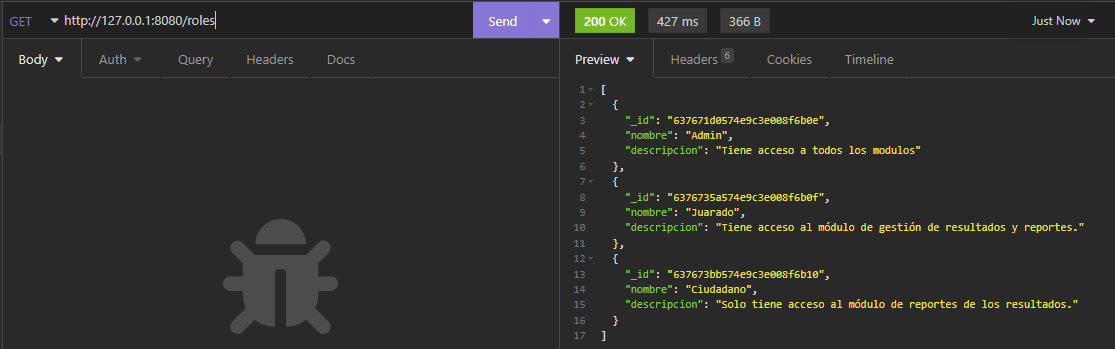 GET http://127.0.0.1:8080/roles Send 200 OK 427 ms 366 B Just Now
Body Auth Query Headers Docs Preview Headers 6 Cookies Timeline
1 [
2 {
3 "_id": "637671d0574e9c3e008f6b0e",
4 "nombre": "Admin",
5 "descripcion": "Tiene acceso a todos los modulos"
6 },
7 {
8 "_id": "6376735a574e9c3e008f6b0f",
9 "nombre": "Juarado",
10 "descripcion": "Tiene acceso al módulo de gestión de resultados y reportes."
11 },
12 {
13 "_id": "637673bb574e9c3e008f6b10",
14 "nombre": "Ciudadano",
15 "descripcion": "Solo tiene acceso al módulo de reportes de los resultados."
16 }
17 ]